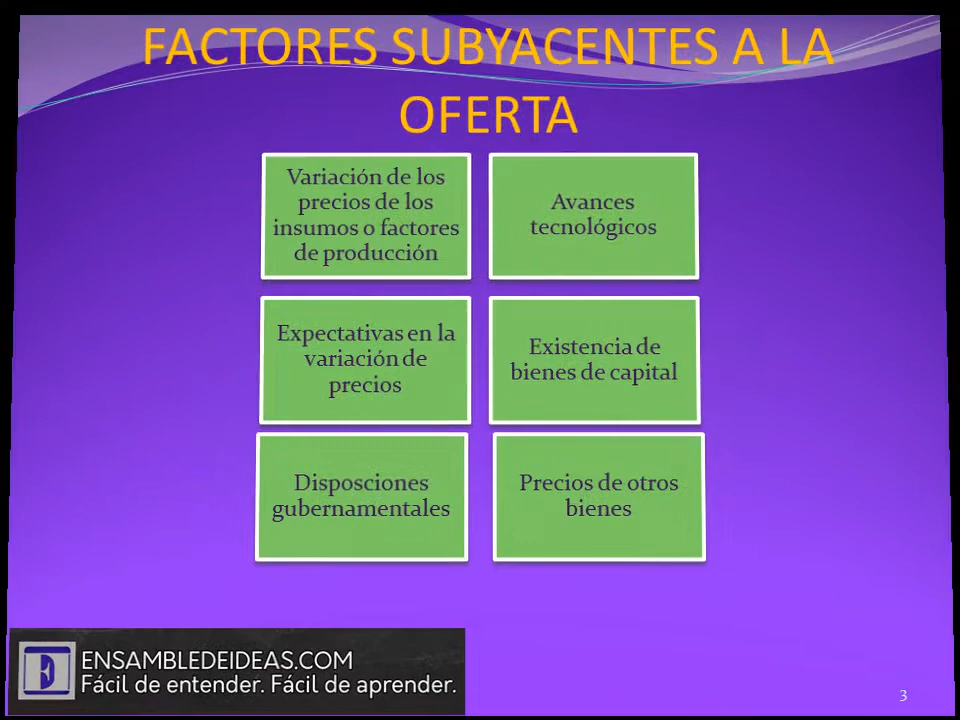 FACTORES SUBYACENTES A LA
OFERTA
Variación de los
precios de los
insumos o factores
de producción
Avances
tecnológicos
Expectativas en la
variación de
precios
Existencia de
bienes de capital
Disposciones
gubernamentales
Precios de otros
bienes
E
ENSAMBLEDEIDEAS.COM
Fácil de entender. Fácil de aprender.
3